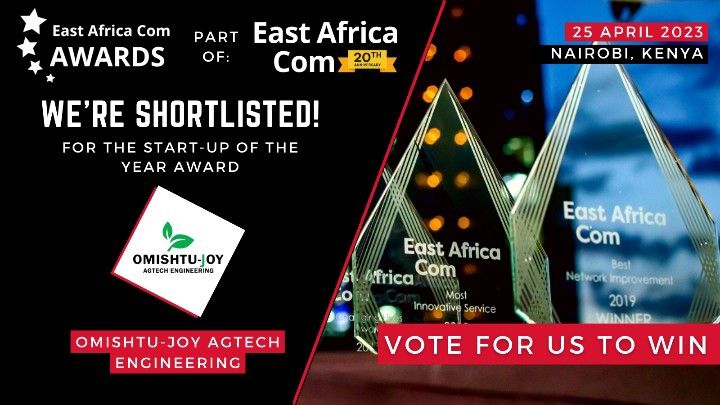 East Africa Com
AWARDS
PART
OF:
East Africa
Com
20TH
ANNIVERSARY
25 APRIL 2023
NAIROBI, KENYA
WE'RE SHORTLISTED!
FOR THE START-UP OF THE
YEAR AWARD
OMISHTU-JOY
AGTECH ENGINEERING
OMISHTU-JOY AGTECH
ENGINEERING
East Africa
Com
Most
Innovative Service
East Africa
Com
Best
Network Improvement
2019
WINNER
VOTE FOR US TO WIN